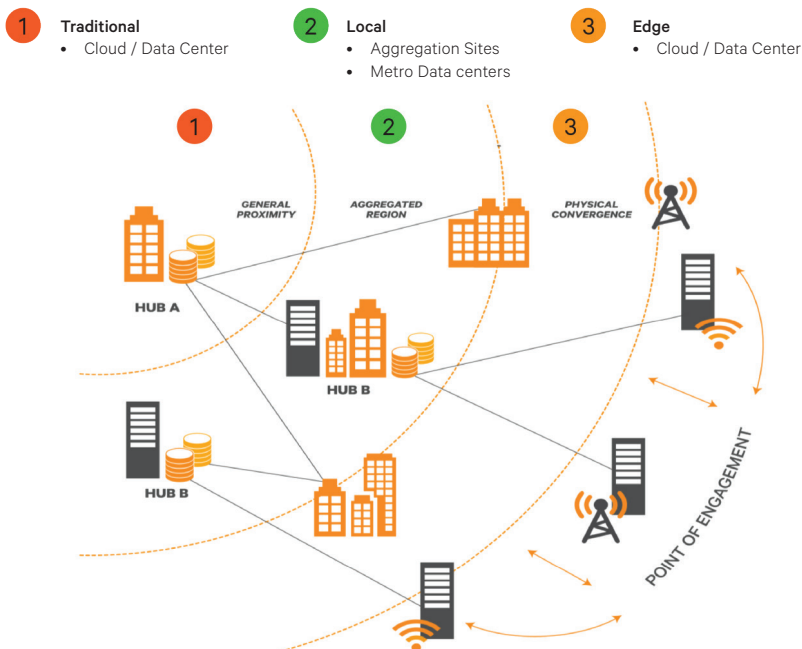 1
Traditional
• Cloud / Data Center
2
Local
• Aggregation Sites
• Metro Data centers
3
Edge
• Cloud / Data Center
1
2
3
GENERAL
PROXIMITY
AGGREGATED
REGION
PHYSICAL
CONVERGENCE
HUB A
HUB B
HUB B
POINT OF ENGAGEMENT